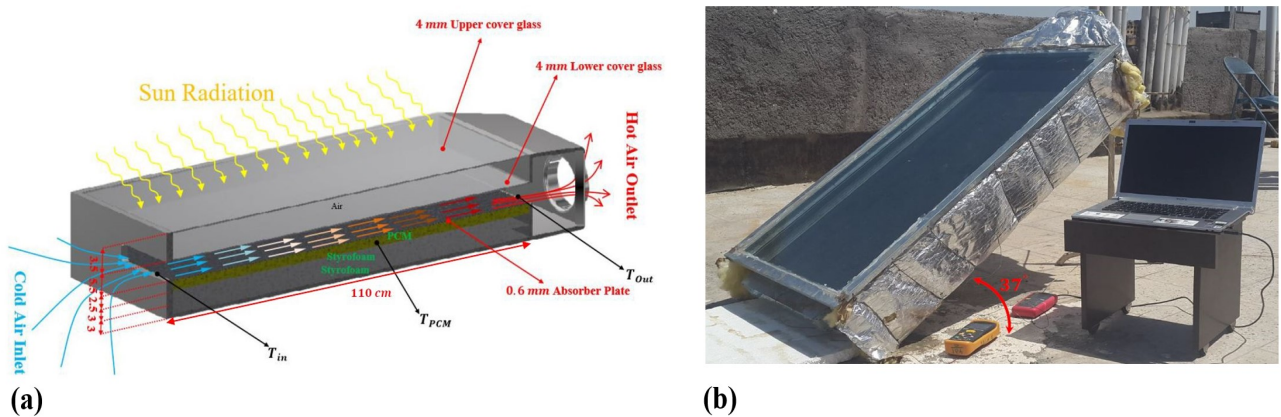 4 mm Upper cover glass
4 mm Lower cover glass
Sun Radiation
Hot Air Outlet
Air
PCM
Styrofoam
Styrofoam
Cold Air Inlet
3.5
5.5
2.5
3
3
110 cm
0.6 mm Absorber Plate
T_Out
T_PCM
T_in
(a)
37°
(b)